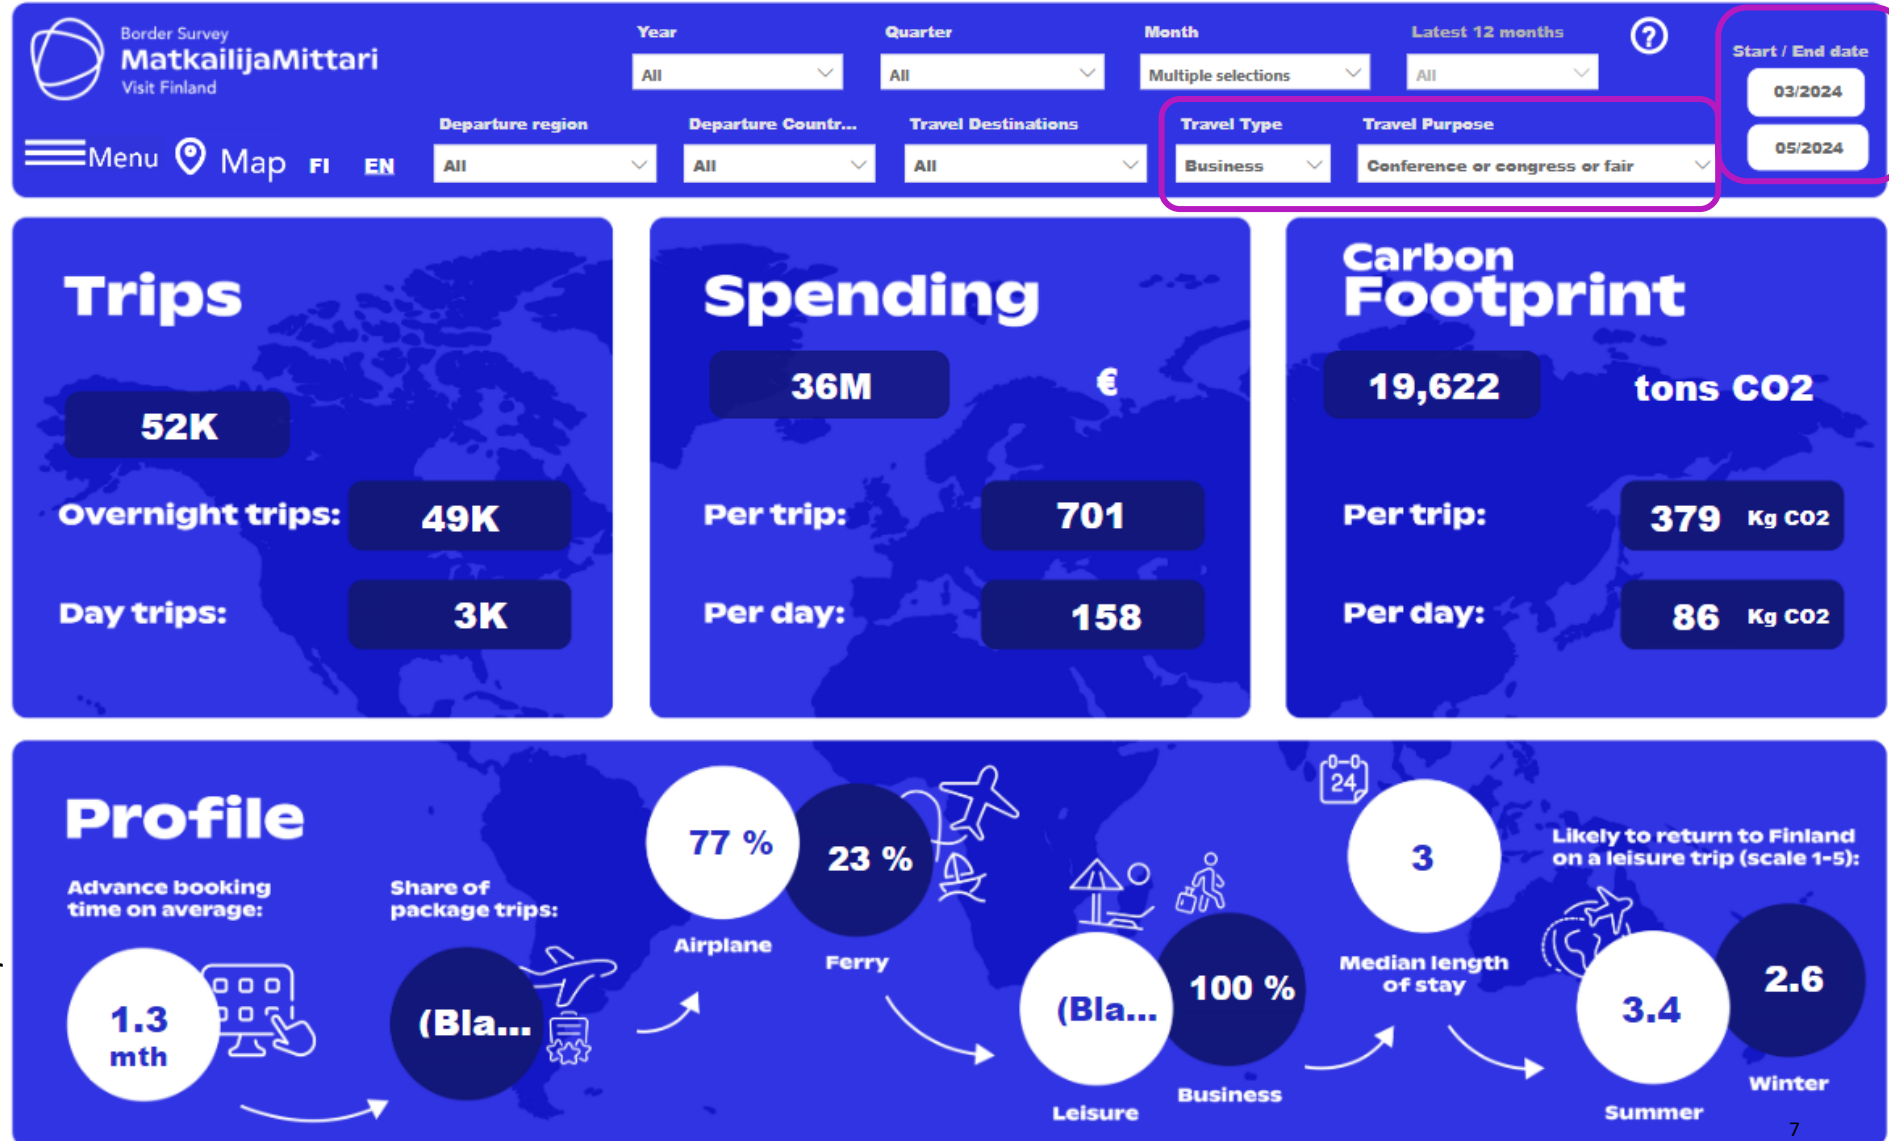 Border Survey
MatkailijaMittari
Visit Finland
Menu
Map
FI
EN
Year
All
Quarter
All
Month
Multiple selections
Latest 12 months
All
?
Start / End date
03/2024
05/2024
Departure region
All
Departure Countr...
All
Travel Destinations
All
Travel Type
Business
Travel Purpose
Conference or congress or fair
Trips
52K
Overnight trips:
49K
Day trips:
3K
Spending
36M
€
Per trip:
701
Per day:
158
Carbon
Footprint
19,622
tons CO2
Per trip:
379 Kg CO2
Per day:
86 Kg CO2
Profile
Advance booking
time on average:
1.3
mth
Share of
package trips:
(Bla...
77 %
Airplane
23 %
Ferry
(Bla...
Leisure
100 %
Business
24
3
Median length
of stay
Likely to return to Finland
on a leisure trip (scale 1-5):
3.4
Summer
2.6
Winter
7